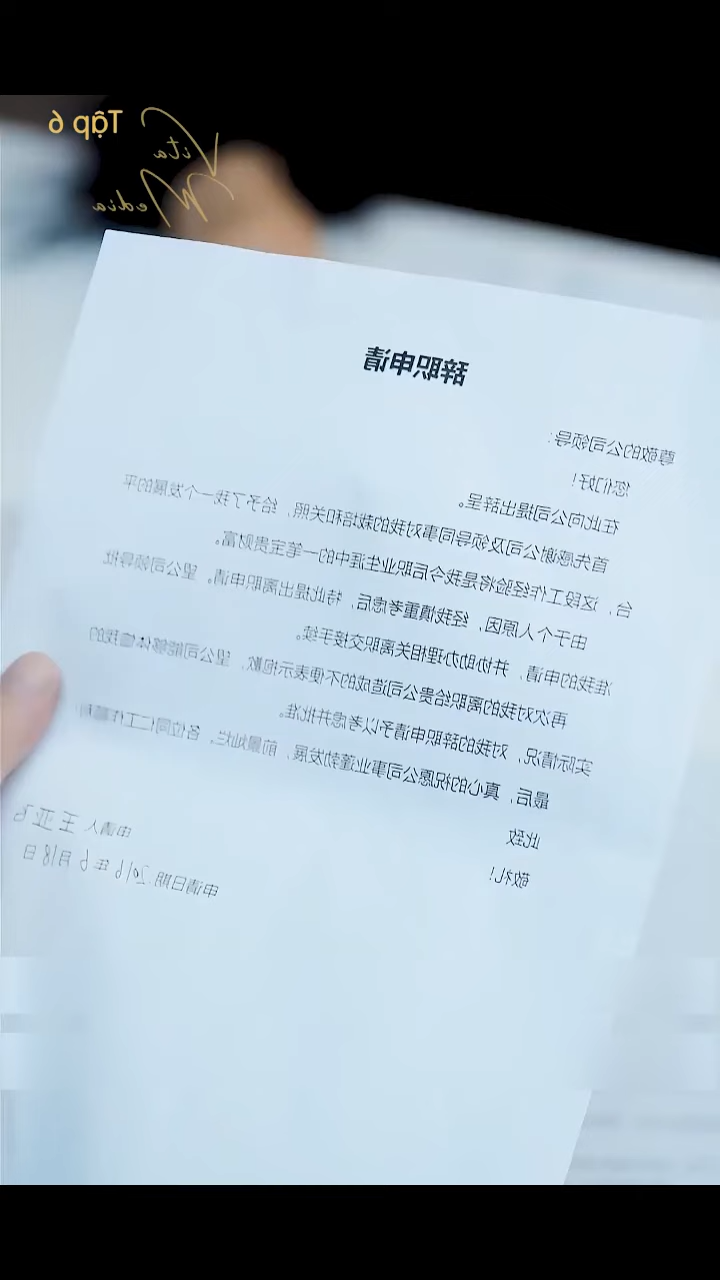 Tập 6
Vita
Media
辞职申请
尊敬的公司领导:
您们好!
在此向公司提出辞呈。
首先感谢公司及领导同事对我的栽培和关照,给予了我一个发展的平
台,这段工作经验将是我今后职业生涯中的一笔宝贵财富。
由于个人原因,经我慎重考虑后,特此提出离职申请。望公司领导批
准我的申请,并协助办理相关离职交接手续。
再次对我的离职给贵公司造成的不便表示抱歉,望公司能够体恤我的
实际情况,对我的辞职申请予以考虑并批准。
最后,真心的祝愿公司事业蓬勃发展,前景灿烂,各位同仁工作顺利
此致
敬礼!
申请人 王亚
申请日期:2016年6月18日